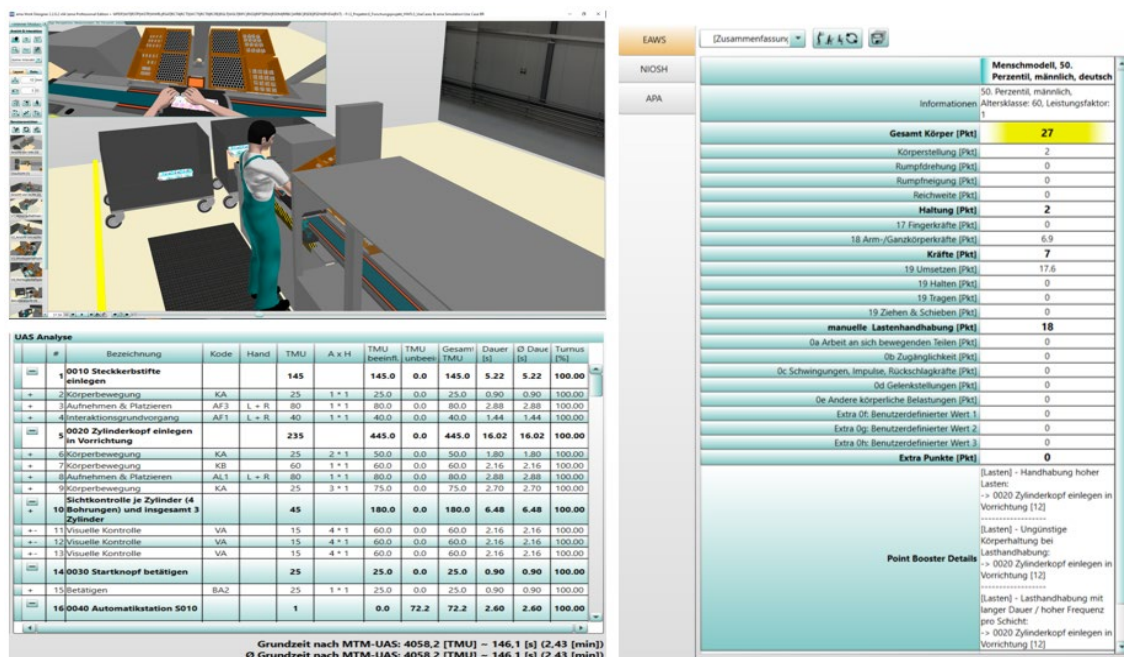 UAS Analyse
# Bezeichnung Kode Hand TMU A x H TMU beeinfl. TMU unbeei Gesamt TMU Dauer [s] Ø Daue [s] Turnus [%]
1 0010 Steckkerbstifte einlegen 145 145.0 0.0 145.0 5.22 5.22 100.00
+ 2 Körperbewegung KA 25 1 * 1 25.0 0.0 25.0 0.90 0.90 100.00
+ 3 Aufnehmen & Platzieren AF3 L + R 80 1 * 1 80.0 0.0 80.0 2.88 2.88 100.00
+ 4 Interaktionsgrundvorgang AF1 L + R 40 1 * 1 40.0 0.0 40.0 1.44 1.44 100.00
5 0020 Zylinderkopf einlegen in Vorrichtung 235 445.0 0.0 445.0 16.02 16.02 100.00
+ 6 Körperbewegung KA 25 2 * 1 50.0 0.0 50.0 1.80 1.80 100.00
+ 7 Körperbewegung KB 60 1 * 1 60.0 0.0 60.0 2.16 2.16 100.00
+ 8 Aufnehmen & Platzieren AL1 L + R 80 1 * 1 80.0 0.0 80.0 2.88 2.88 100.00
+ 9 Körperbewegung KA 25 3 * 1 75.0 0.0 75.0 2.70 2.70 100.00
10 Sichtkontrolle je Zylinder (4 Bohrungen) und insgesamt 3 Zylinder 45 180.0 0.0 180.0 6.48 6.48 100.00
+- 11 Visuelle Kontrolle VA 15 4 * 1 60.0 0.0 60.0 2.16 2.16 100.00
+- 12 Visuelle Kontrolle VA 15 4 * 1 60.0 0.0 60.0 2.16 2.16 100.00
+- 13 Visuelle Kontrolle VA 15 4 * 1 60.0 0.0 60.0 2.16 2.16 100.00
14 0030 Startknopf betätigen 25 25.0 0.0 25.0 0.90 0.90 100.00
+ 15 Betätigen BA2 25 1 * 1 25.0 0.0 25.0 0.90 0.90 100.00
16 0040 Automatikstation S010 1 0.0 72.2 72.2 2.60 2.60 100.00
Grundzeit nach MTM-UAS: 4058,2 [TMU] ~ 146,1 [s] (2,43 [min])
Ø Grundzeit nach MTM-UAS: 4058,2 [TMU] ~ 146,1 [s] (2,43 [min])
EAWS
NIOSH
APA
[Zusammenfassun
Menschmodell, 50.
Perzentil, männlich, deutsch
50. Perzentil, männlich,
Informationen Altersklasse: 60, Leistungsfaktor:
1
Gesamt Körper [Pkt] 27
Körperstellung [Pkt] 2
Rumpfdrehung [Pkt] 0
Rumpfneigung [Pkt] 0
Reichweite [Pkt] 0
Haltung [Pkt] 2
17 Fingerkräfte [Pkt] 0
18 Arm-/Ganzkörperkräfte [Pkt] 6.9
Kräfte [Pkt] 7
19 Umsetzen [Pkt] 17.6
19 Halten [Pkt] 0
19 Tragen [Pkt] 0
19 Ziehen & Schieben [Pkt] 0
manuelle Lastenhandhabung [Pkt] 18
0a Arbeit an sich bewegenden Teilen [Pkt] 0
0b Zugänglichkeit [Pkt] 0
0c Schwingungen, Impulse, Rückschlagkräfte [Pkt] 0
0d Gelenkstellungen [Pkt] 0
0e Andere körperliche Belastungen [Pkt] 0
Extra 0f: Benutzerdefinierter Wert 1 0
Extra 0g: Benutzerdefinierter Wert 2 0
Extra 0h: Benutzerdefinierter Wert 3 0
Extra Punkte [Pkt] 0
Point Booster Details
[Lasten] - Handhabung hoher
Lasten:
-> 0020 Zylinderkopf einlegen in
Vorrichtung [12]
------------------
[Lasten] - Ungünstige
Körperhaltung bei
Lasthandhabung:
-> 0020 Zylinderkopf einlegen in
Vorrichtung [12]
------------------
[Lasten] - Lasthandhabung mit
langer Dauer / hoher Frequenz
pro Schicht:
-> 0020 Zylinderkopf einlegen in
Vorrichtung [12]